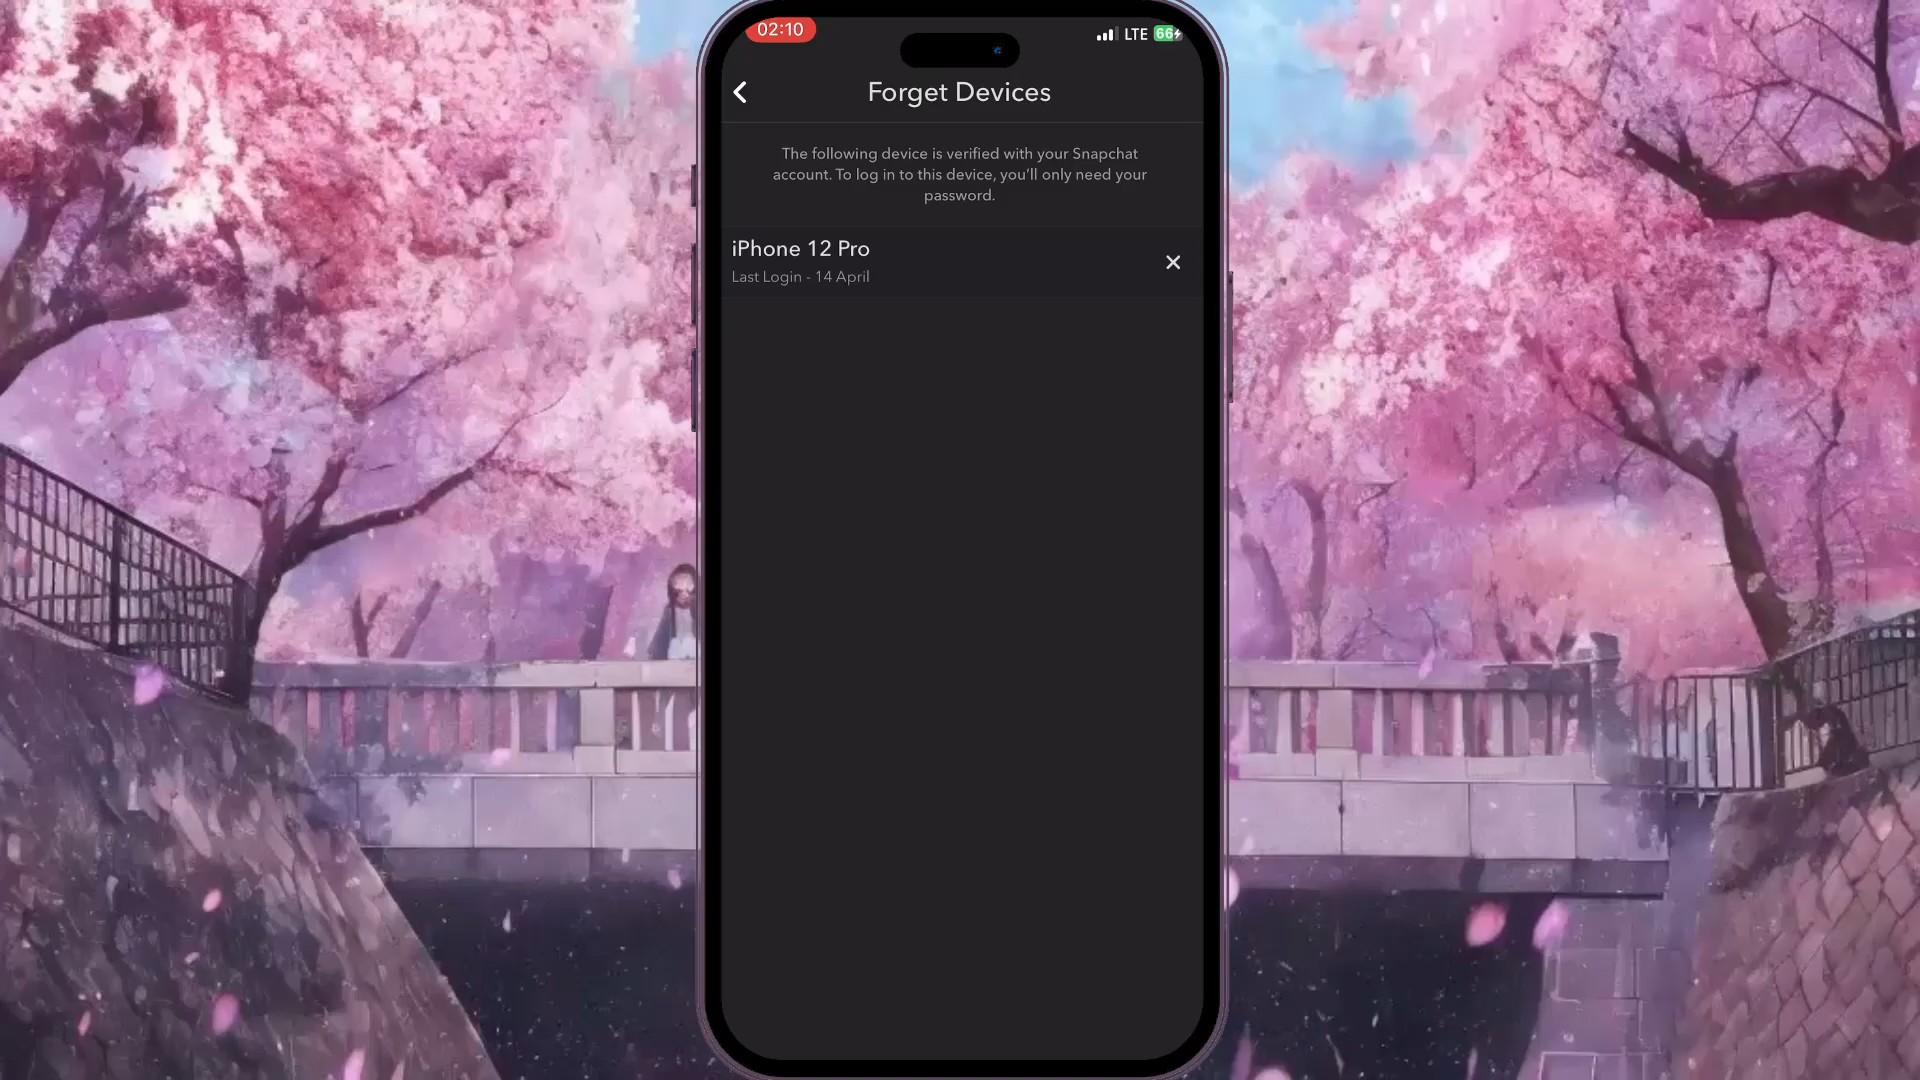 02:10
LTE 66
Forget Devices
The following device is verified with your Snapchat
account. To log in to this device, you’ll only need your
password.
iPhone 12 Pro
Last Login - 14 April